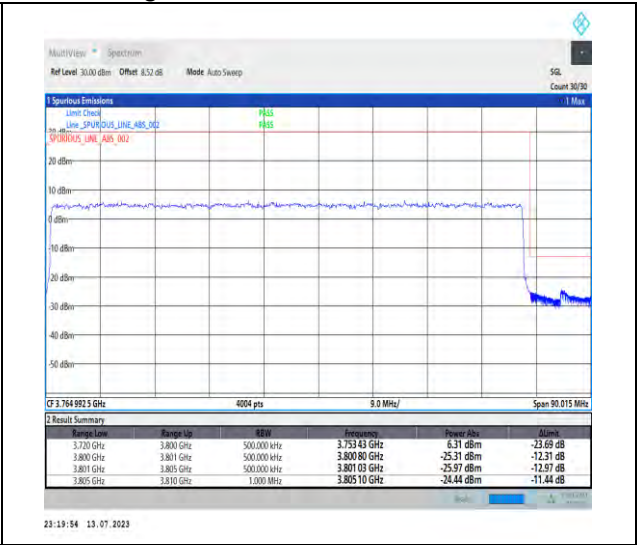 MultiView Spectrum
Ref Level 30.00 dBm Offset 8.52 dB Mode Auto Sweep SGL
Count 30/30
1 Spurious Emissions 1 Max
Limit Check PASS
Line _SPURIOUS_LINE_ABS_002 PASS
_SPURIOUS_LINE_ABS_002
20 dBm
10 dBm
0 dBm
-10 dBm
-20 dBm
-30 dBm
-40 dBm
-50 dBm
CF 3.764 992 5 GHz 4004 pts 9.0 MHz/ Span 90.015 MHz
2 Result Summary
Range Low Range Up RBW Frequency Power Abs ΔLimit
3.720 GHz 3.800 GHz 500.000 kHz 3.753 43 GHz 6.31 dBm -23.69 dB
3.800 GHz 3.801 GHz 500.000 kHz 3.800 80 GHz -25.31 dBm -12.31 dB
3.801 GHz 3.805 GHz 500.000 kHz 3.801 03 GHz -25.97 dBm -12.97 dB
3.805 GHz 3.810 GHz 1.000 MHz 3.805 10 GHz -24.44 dBm -11.44 dB
23:19:54 13.07.2023